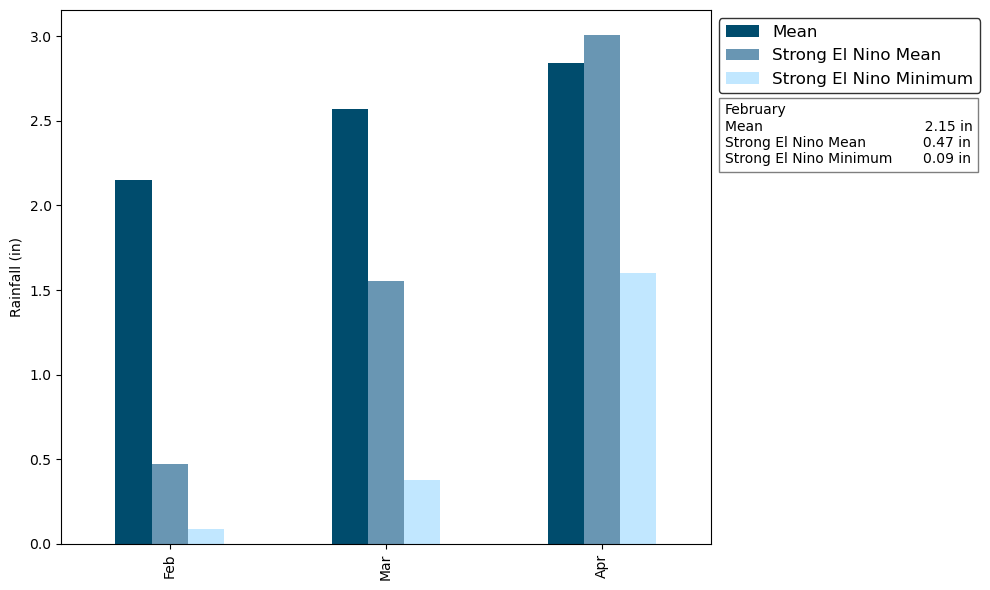 Mean
Strong El Nino Mean
Strong El Nino Minimum
February
Mean 2.15 in
Strong El Nino Mean 0.47 in
Strong El Nino Minimum 0.09 in
Rainfall (in)
3.0
2.5
2.0
1.5
1.0
0.5
0.0
Feb
Mar
Apr